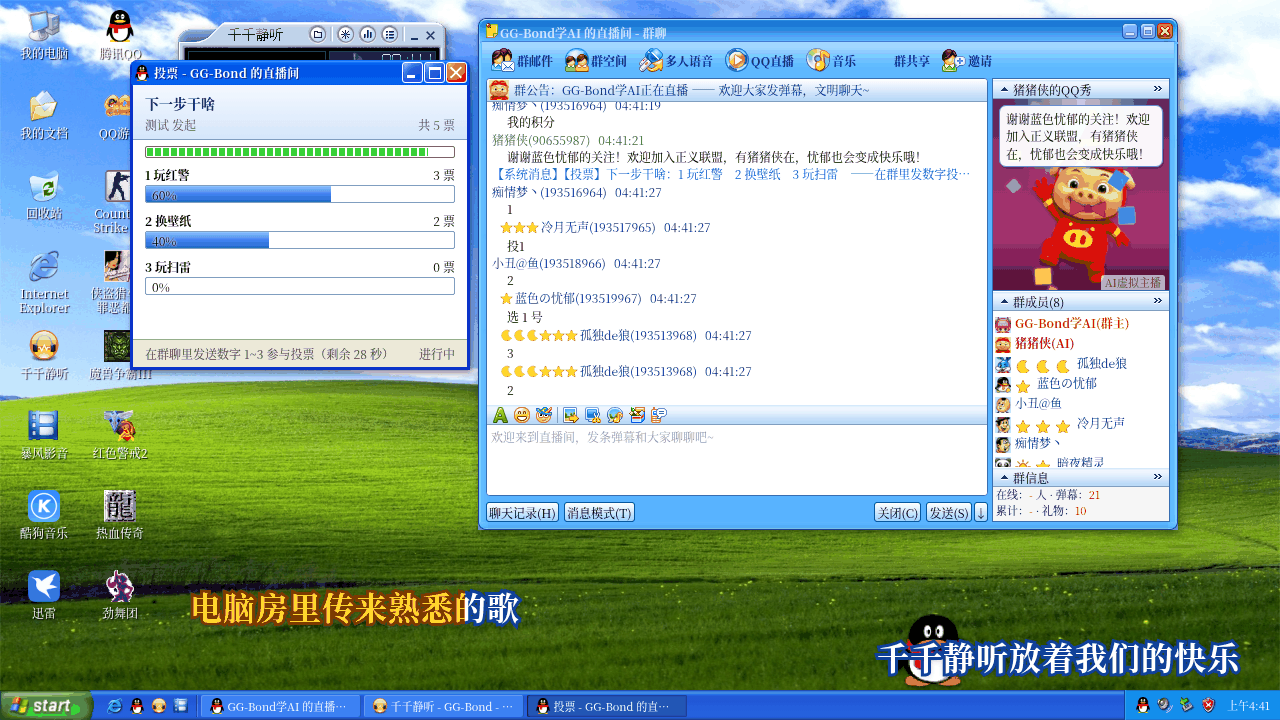 我的电脑
腾讯QQ
我的文档
QQ游
回收站
Count
Strike
Internet
Explorer
侠盗猎
罪恶都
千千静听
魔兽争霸III
暴风影音
红色警戒2
酷狗音乐
热血传奇
迅雷
劲舞团
千千静听
投票 - GG-Bond 的直播间
下一步干啥
测试 发起
共 5 票
1 玩红警
3 票
60%
2 换壁纸
2 票
40%
3 玩扫雷
0 票
0%
在群聊里发送数字 1~3 参与投票（剩余 28 秒）
进行中
GG-Bond学AI 的直播间 - 群聊
群邮件
群空间
多人语音
QQ直播
音乐
群共享
邀请
群公告：GG-Bond学AI正在直播 —— 欢迎大家发弹幕，文明聊天~
痴情梦丶(193516964) 04:41:19
我的积分
猪猪侠(90655987) 04:41:21
谢谢蓝色忧郁的关注！欢迎加入正义联盟，有猪猪侠在，忧郁也会变成快乐哦！
【系统消息】【投票】下一步干啥：1 玩红警 2 换壁纸 3 玩扫雷 ——在群里发数字投…
痴情梦丶(193516964) 04:41:27
1
冷月无声(193517965) 04:41:27
投1
小丑@鱼(193518966) 04:41:27
2
蓝色の忧郁(193519967) 04:41:27
选 1 号
孤独de狼(193513968) 04:41:27
3
孤独de狼(193513968) 04:41:27
2
欢迎来到直播间，发条弹幕和大家聊聊吧~
聊天记录(H)
消息模式(T)
关闭(C)
发送(S)
↓
猪猪侠的QQ秀
谢谢蓝色忧郁的关注！欢迎
加入正义联盟，有猪猪侠
在，忧郁也会变成快乐哦！
AI虚拟主播
群成员(8)
GG-Bond学AI(群主)
猪猪侠(AI)
孤独de狼
蓝色の忧郁
小丑@鱼
冷月无声
痴情梦丶
暗夜精灵
群信息
在线：- 人 · 弹幕：21
累计：- · 礼物：10
电脑房里传来熟悉的歌
千千静听放着我们的快乐
start
GG-Bond学AI 的直播…
千千静听 - GG-Bond - …
投票 - GG-Bond 的直…
上午4:41